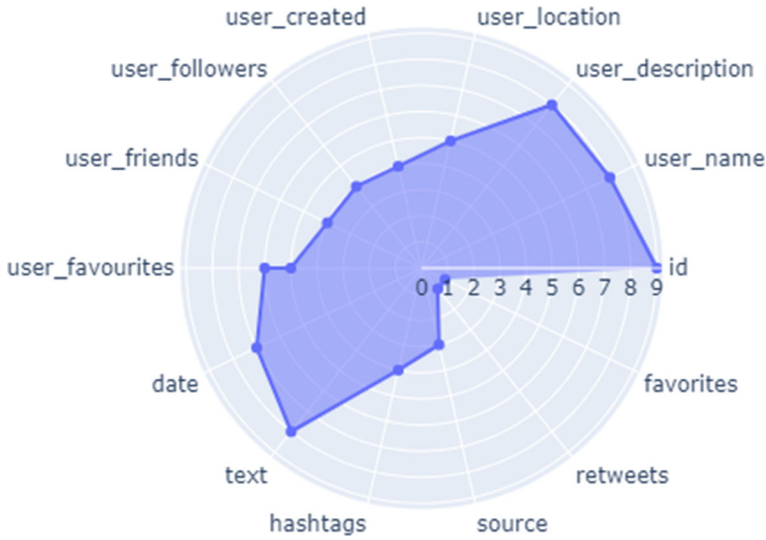 user_created
user_location
user_followers
user_description
user_friends
user_name
user_favourites
id
0 1 2 3 4 5 6 7 8 9
date
favorites
text
retweets
hashtags
source